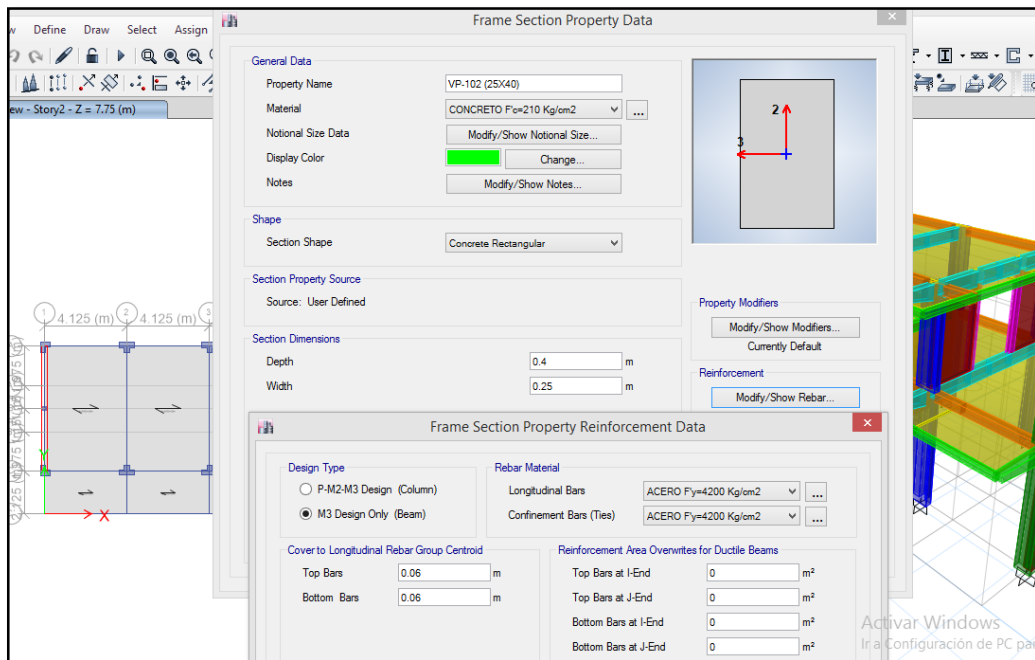 Frame Section Property Data
Define Draw Select Assign
ew - Story2 - Z = 7.75 (m)
General Data
Property Name VP-102 (25X40)
Material CONCRETO F'c=210 Kg/cm2 ...
Notional Size Data Modify/Show Notional Size...
Display Color Change...
Notes Modify/Show Notes...
2
3
Shape
Section Shape Concrete Rectangular
Section Property Source
Source: User Defined
Property Modifiers
Modify/Show Modifiers...
Currently Default
Section Dimensions
Depth 0.4 m
Width 0.25 m
Reinforcement
Modify/Show Rebar...
1 4.125 (m) 2 4.125 (m) 3
X
Frame Section Property Reinforcement Data
Design Type
P-M2-M3 Design (Column)
M3 Design Only (Beam)
Rebar Material
Longitudinal Bars ACERO F'y=4200 Kg/cm2 ...
Confinement Bars (Ties) ACERO F'y=4200 Kg/cm2 ...
Cover to Longitudinal Rebar Group Centroid
Top Bars 0.06 m
Bottom Bars 0.06 m
Reinforcement Area Overwrites for Ductile Beams
Top Bars at I-End 0 m²
Top Bars at J-End 0 m²
Bottom Bars at I-End 0 m²
Bottom Bars at J-End 0 m²
Activar Windows
Ir a Configuración de PC pa